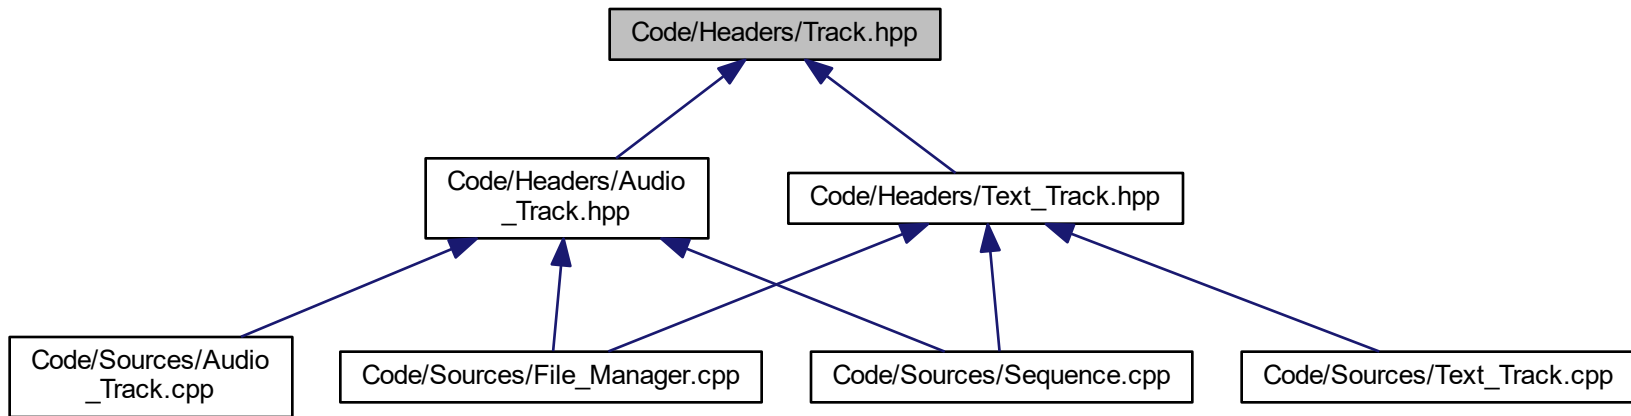 Code/Headers/Track.hpp
Code/Headers/Audio
_Track.hpp
Code/Headers/Text_Track.hpp
Code/Sources/Audio
_Track.cpp
Code/Sources/File_Manager.cpp
Code/Sources/Sequence.cpp
Code/Sources/Text_Track.cpp